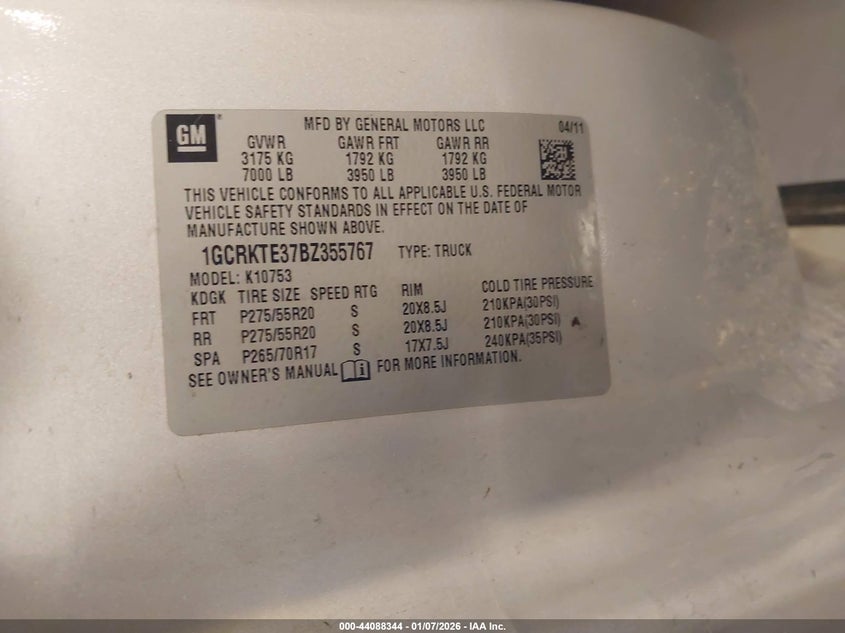 GM
MFD BY GENERAL MOTORS LLC 04/11
GVWR GAWR FRT GAWR RR
3175 KG 1792 KG 1792 KG
7000 LB 3950 LB 3950 LB
THIS VEHICLE CONFORMS TO ALL APPLICABLE U.S. FEDERAL MOTOR
VEHICLE SAFETY STANDARDS IN EFFECT ON THE DATE OF
MANUFACTURE SHOWN ABOVE.
1GCRKTE37BZ355767 TYPE: TRUCK
MODEL: K10753
KDGK TIRE SIZE SPEED RTG RIM COLD TIRE PRESSURE
FRT P275/55R20 S 20X8.5J 210KPA(30PSI)
RR P275/55R20 S 20X8.5J 210KPA(30PSI)
SPA P265/70R17 S 17X7.5J 240KPA(35PSI)
SEE OWNER'S MANUAL FOR MORE INFORMATION.
000-44088344 | 01/07/2026 - IAA Inc.